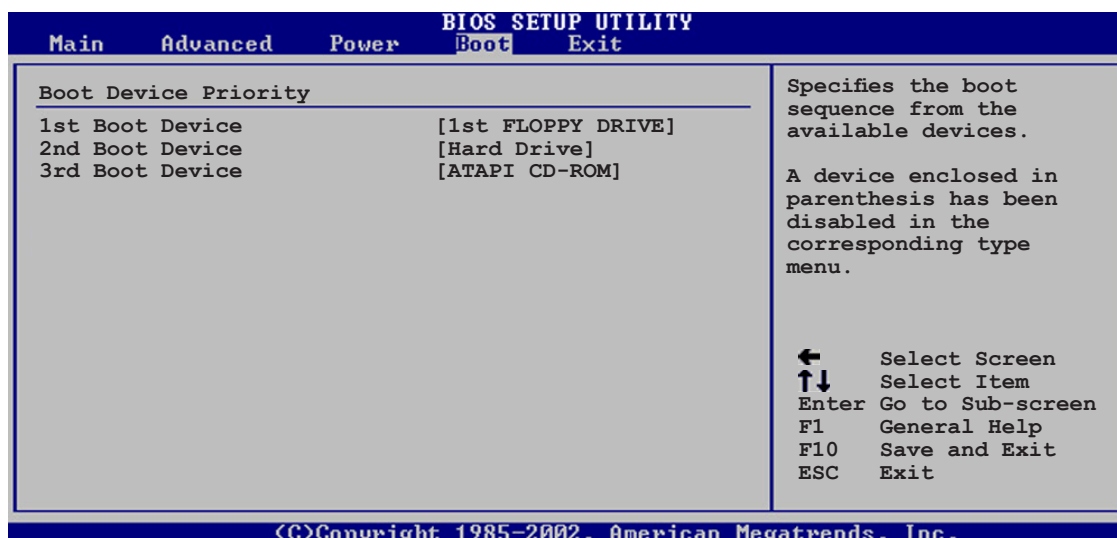 BIOS SETUP UTILITY
Main Advanced Power Boot Exit
Boot Device Priority
1st Boot Device [1st FLOPPY DRIVE]
2nd Boot Device [Hard Drive]
3rd Boot Device [ATAPI CD-ROM]
Specifies the boot
sequence from the
available devices.
A device enclosed in
parenthesis has been
disabled in the
corresponding type
menu.
← Select Screen
↑↓ Select Item
Enter Go to Sub-screen
F1 General Help
F10 Save and Exit
ESC Exit
(C)Copyright 1985-2002, American Megatrends, Inc.